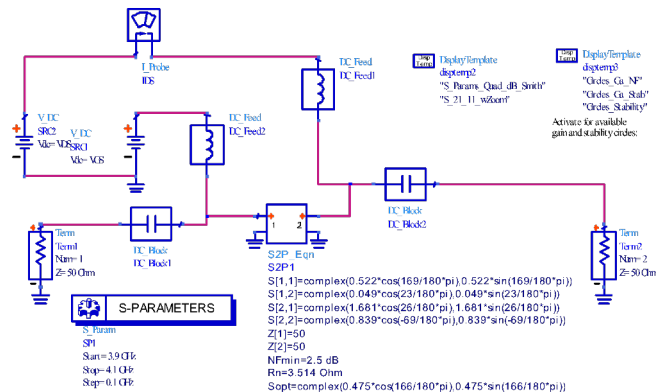 I_Probe
IDS
DC_Feed
DC_Feed1
Disp
Temp
DisplayTemplate
disptemp2
"S_Params_Quad_dB_Smith"
"S_21_11_wZoom"
Disp
Temp
DisplayTemplate
disptemp3
"Circles_Ga_NF"
"Circles_Ga_Stab"
"Circles_Stability"
Activate for available
gain and stability circles:
V_DC
SRC2
Vdc= VDS
V_DC
SRC1
Vdc= VGS
DC_Feed
DC_Feed2
Term
Term1
Num= 1
Z= 50 Ohm
DC_Block
DC_Block1
1
2
DC_Block
DC_Block2
Term
Term2
Num= 2
Z= 50 Ohm
S2P_Eqn
S2P1
S[1,1]=complex(0.522*cos(169/180*pi),0.522*sin(169/180*pi))
S[1,2]=complex(0.049*cos(23/180*pi),0.049*sin(23/180*pi))
S[2,1]=complex(1.681*cos(26/180*pi),1.681*sin(26/180*pi))
S[2,2]=complex(0.839*cos(-69/180*pi),0.839*sin(-69/180*pi))
Z[1]=50
Z[2]=50
NFmin=2.5 dB
Rn=3.514 Ohm
Sopt=complex(0.475*cos(166/180*pi),0.475*sin(166/180*pi))
S-PARAMETERS
S_Param
SP1
Start= 3.9 GHz
Stop= 4.1 GHz
Step= 0.1 GHz